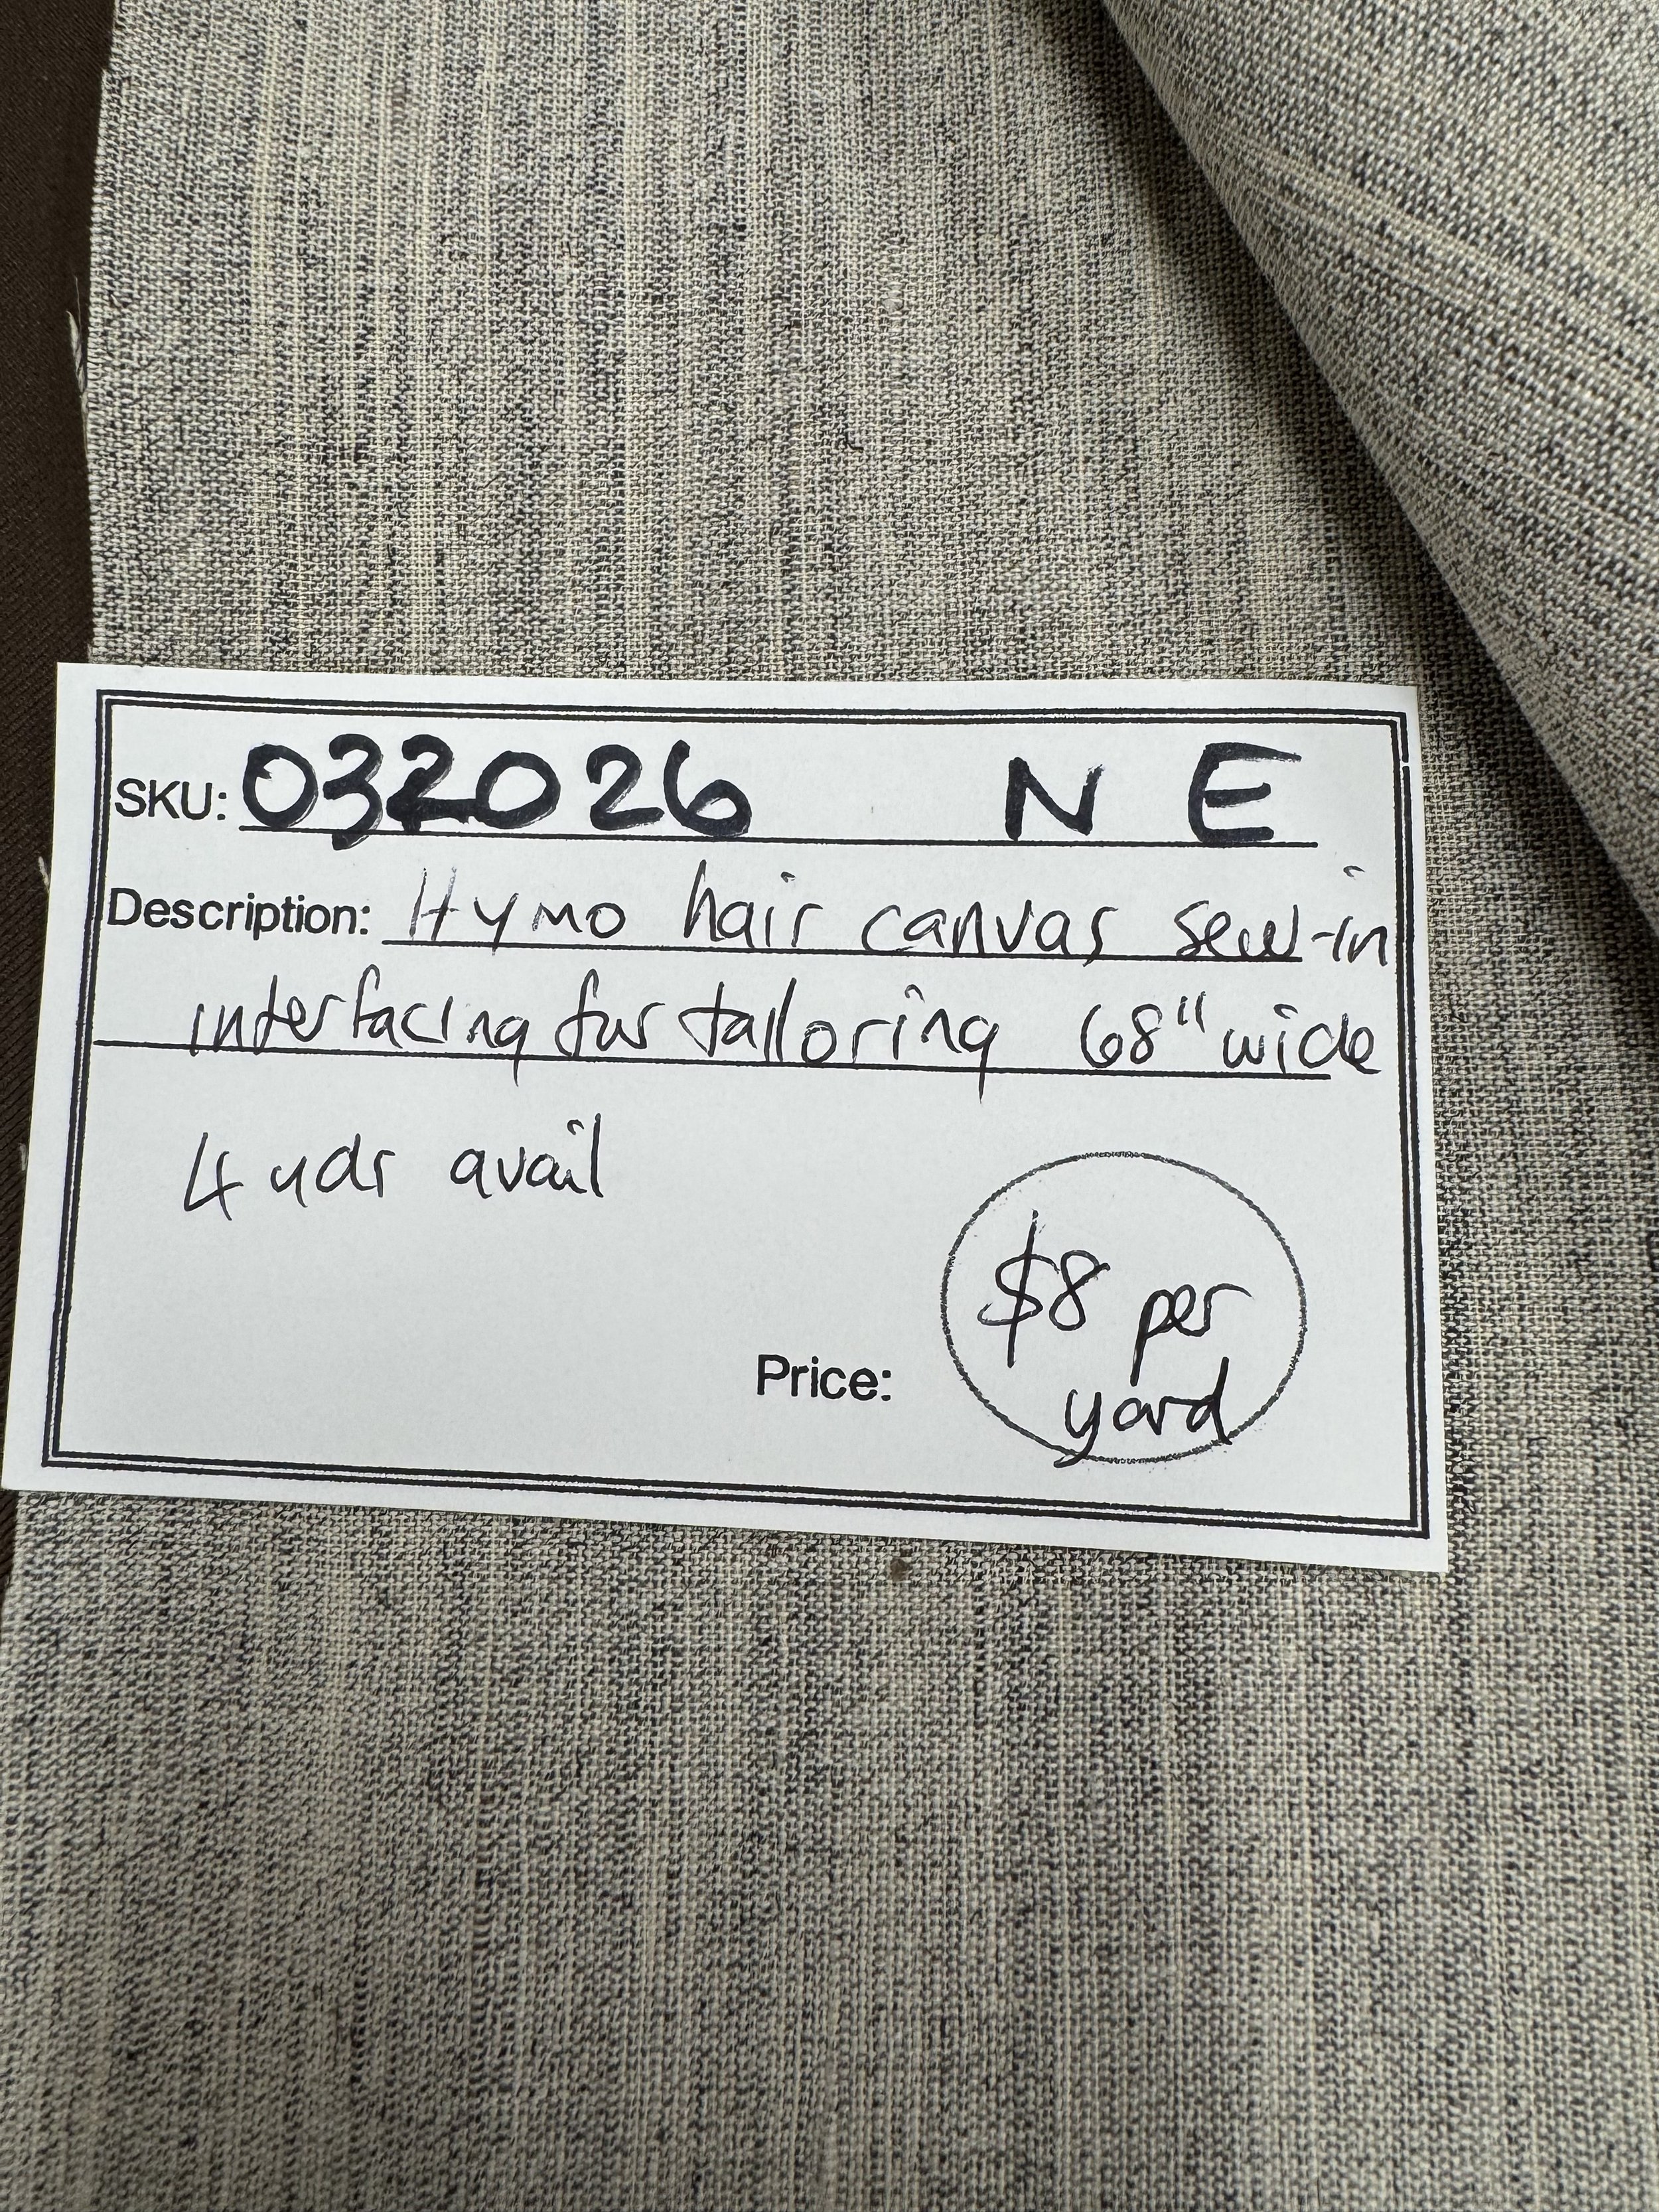 SKU: 032026 N E
Description: Hymo hair canvas sew-in
interfacing for tailoring 68" wide
4 yds avail
Price: $8 per
yard